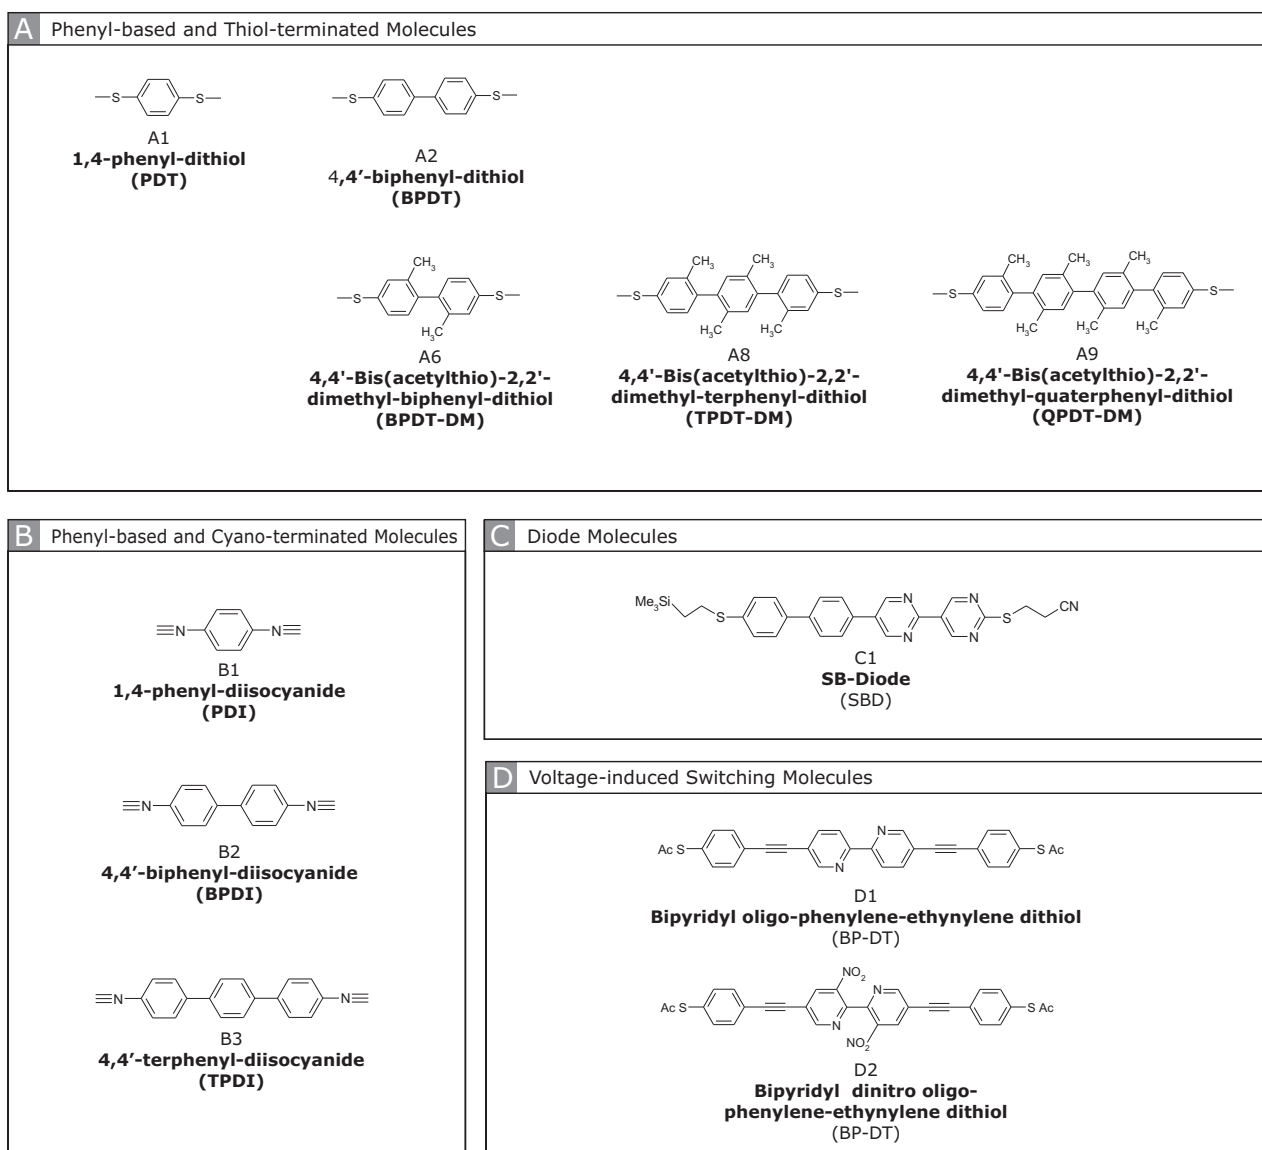 A Phenyl-based and Thiol-terminated Molecules
S S
A1
1,4-phenyl-dithiol
(PDT)
S S
A2
4,4′-biphenyl-dithiol
(BPDT)
CH3
S S
H3C
A6
4,4'-Bis(acetylthio)-2,2'-
dimethyl-biphenyl-dithiol
(BPDT-DM)
CH3 CH3
S S
H3C H3C
A8
4,4'-Bis(acetylthio)-2,2'-
dimethyl-terphenyl-dithiol
(TPDT-DM)
CH3 CH3 CH3
S S
H3C H3C H3C
A9
4,4'-Bis(acetylthio)-2,2'-
dimethyl-quaterphenyl-dithiol
(QPDT-DM)
B Phenyl-based and Cyano-terminated Molecules
N N
B1
1,4-phenyl-diisocyanide
(PDI)
N N
B2
4,4′-biphenyl-diisocyanide
(BPDI)
N N
B3
4,4′-terphenyl-diisocyanide
(TPDI)
C Diode Molecules
Me3Si S N N N N S CN
C1
SB-Diode
(SBD)
D Voltage-induced Switching Molecules
Ac S N N S Ac
D1
Bipyridyl oligo-phenylene-ethynylene dithiol
(BP-DT)
NO2
Ac S N N S Ac
NO2
D2
Bipyridyl dinitro oligo-
phenylene-ethynylene dithiol
(BP-DT)